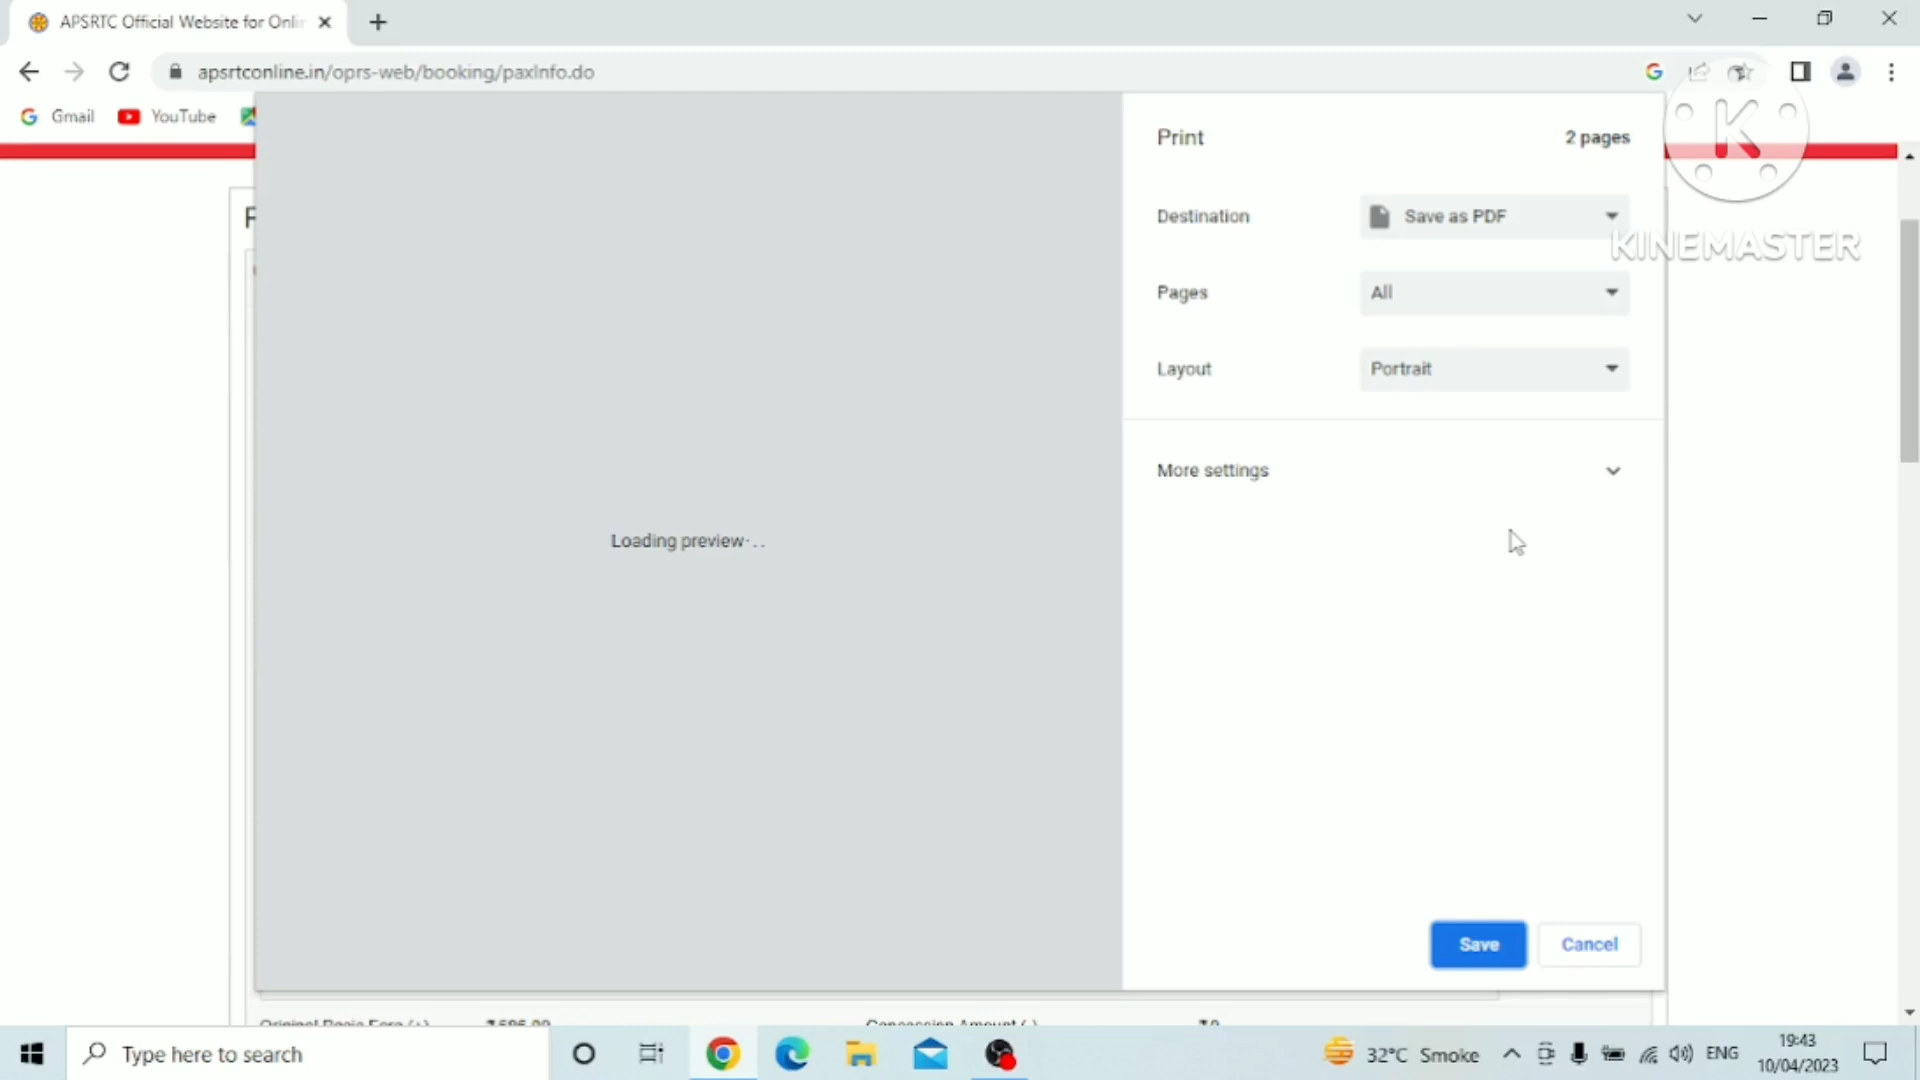 APSRTC Official Website for Onli
apsrtconline.in/oprs-web/booking/paxInfo.do
Gmail YouTube
K
KINEMASTER
Print 2 pages
Destination Save as PDF
Pages All
Layout Portrait
More settings
Loading preview
Save Cancel
Type here to search
32°C Smoke ENG 19:43
10/04/2023